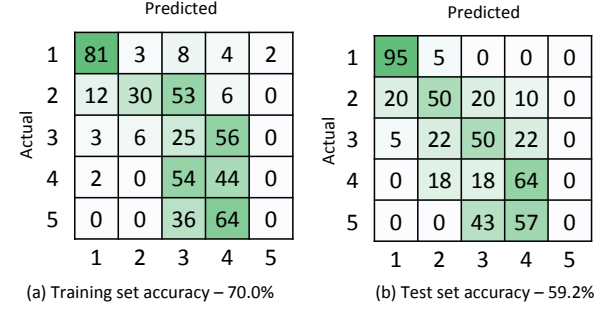 Predicted
Actual
1 81 3 8 4 2
2 12 30 53 6 0
3 3 6 25 56 0
4 2 0 54 44 0
5 0 0 36 64 0
1 2 3 4 5
(a) Training set accuracy – 70.0%
Predicted
Actual
1 95 5 0 0 0
2 20 50 20 10 0
3 5 22 50 22 0
4 0 18 18 64 0
5 0 0 43 57 0
1 2 3 4 5
(b) Test set accuracy – 59.2%